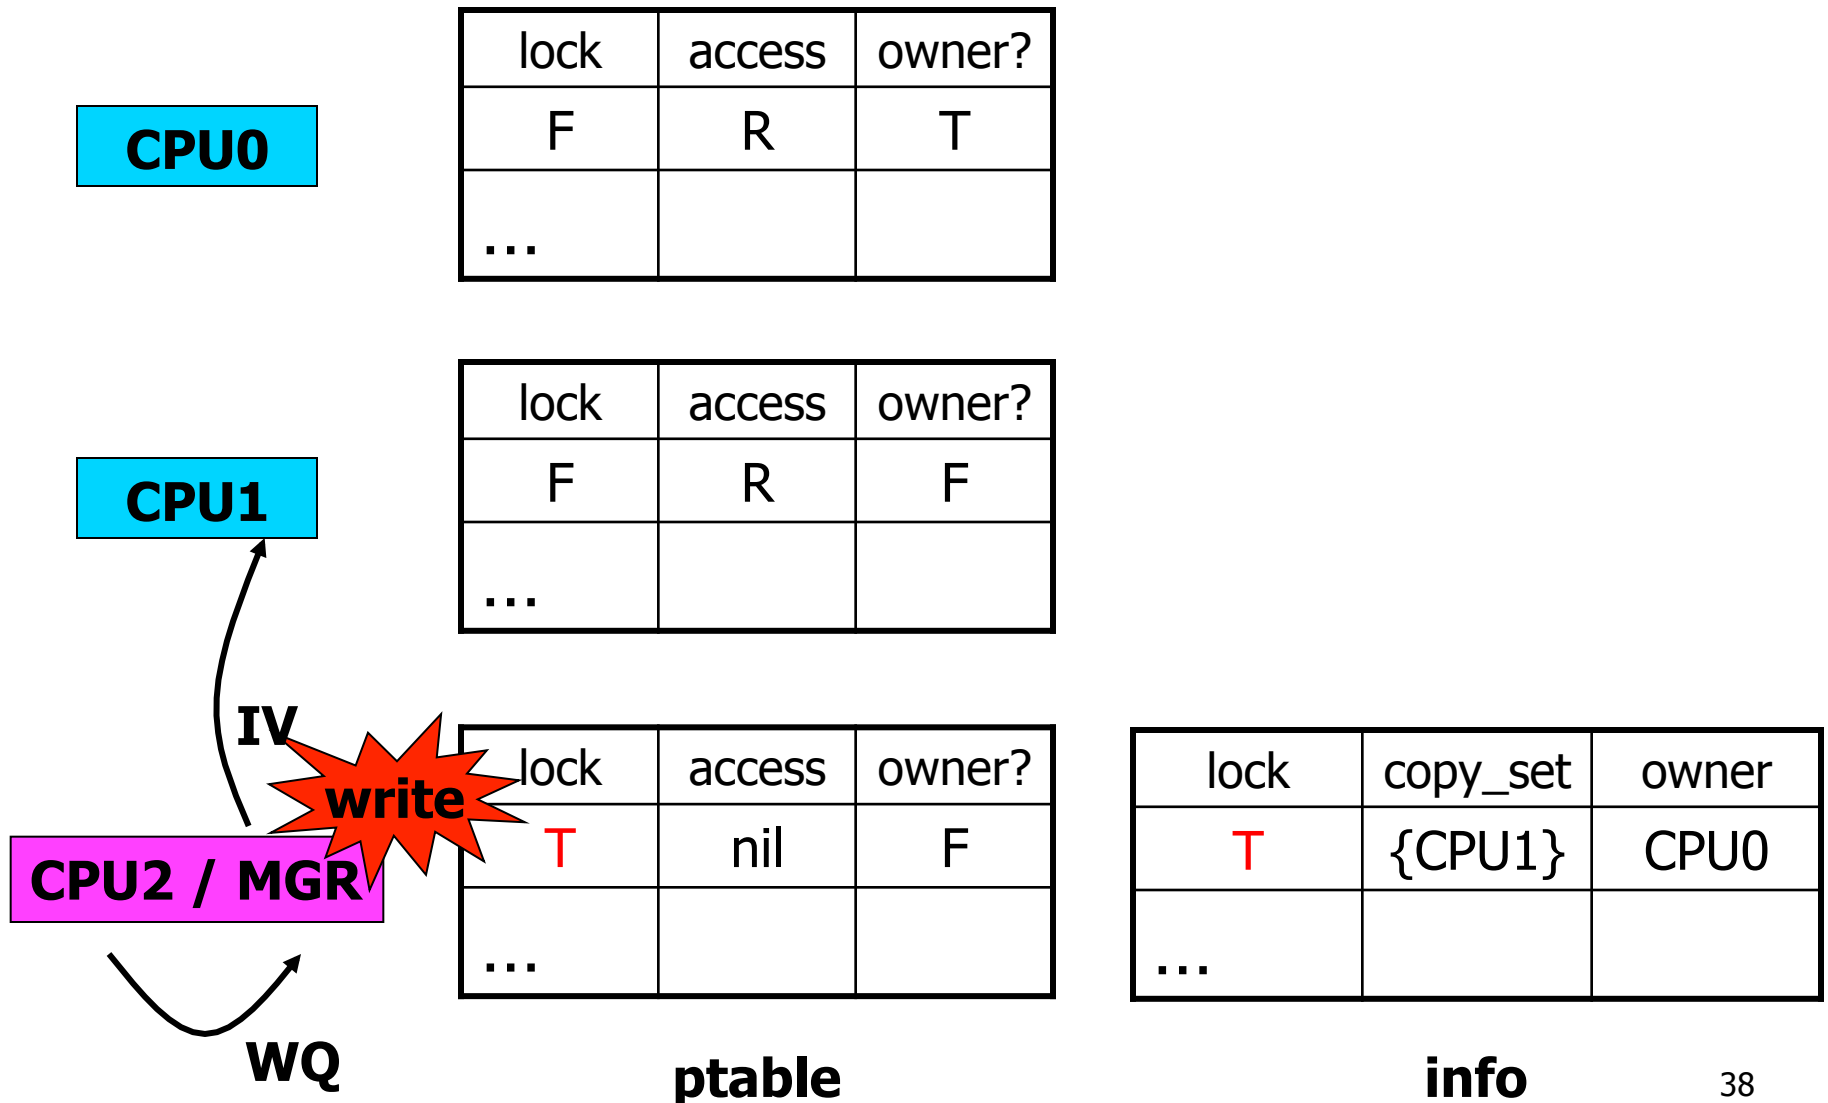 lock access owner?
CPU0
F R T
...
lock access owner?
CPU1
F R F
...
IV
write
lock access owner?
T nil F
...
CPU2 / MGR
WQ
lock copy_set owner
T {CPU1} CPU0
...
ptable
info
38